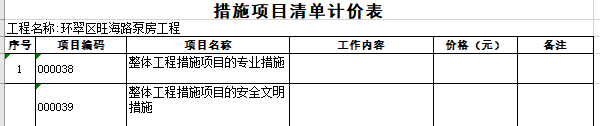 措施项目清单计价表
工程名称:环翠区旺海路泵房工程
序号 项目编码 项目名称 工作内容 价格（元） 备注
1 000038 整体工程措施项目的专业措施
000039 整体工程措施项目的安全文明
措施